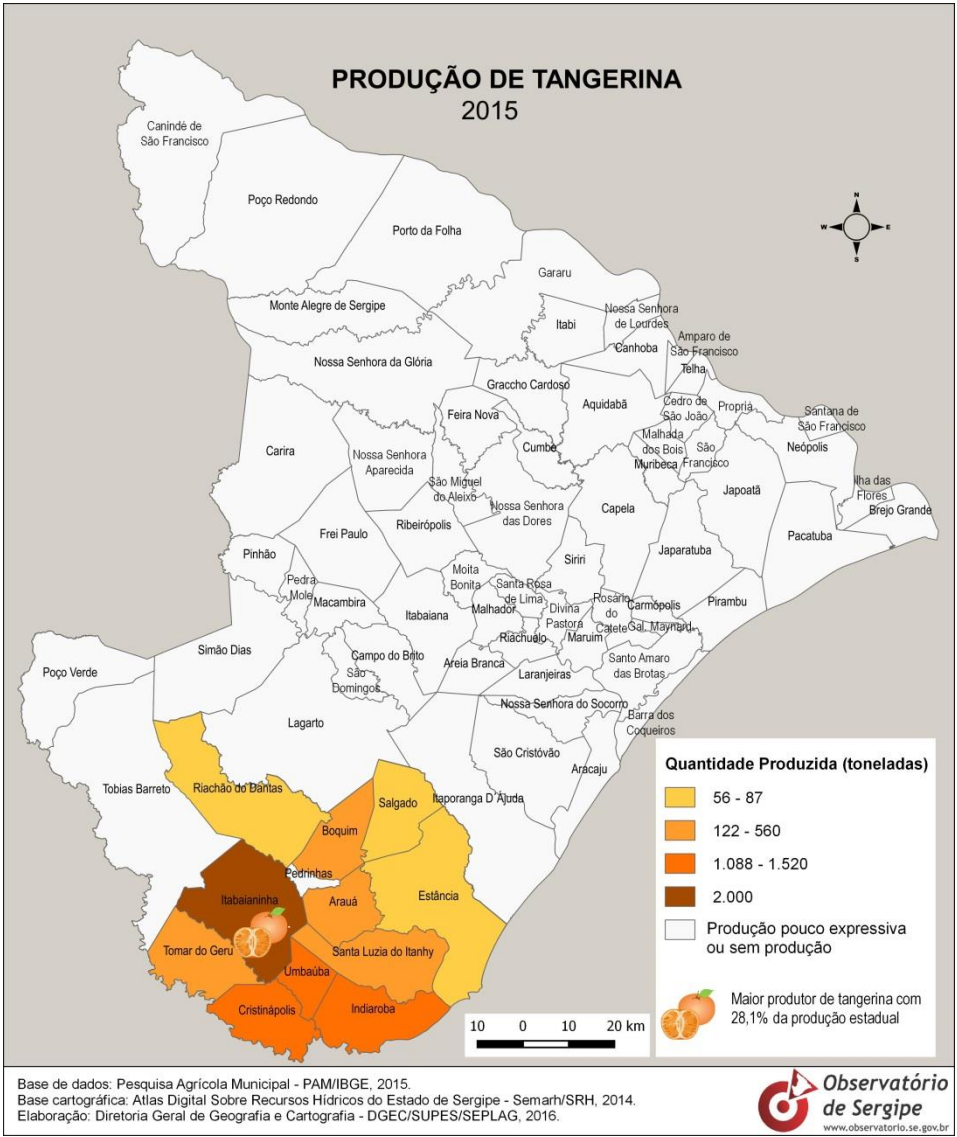 PRODUÇÃO DE TANGERINA
2015
Canindé de
São Francisco
Poço Redondo
Porto da Folha
N
W
E
S
Gararu
Monte Alegre de Sergipe
Itabi
Nossa Senhora
de Lourdes
Canhoba
Amparo de
São Francisco
Telha
Nossa Senhora da Glória
Graccho Cardoso
Aquidabã
Cedro de
São João
Propriá
Santana de
São Francisco
Feira Nova
Neópolis
Carira
Nossa Senhora
Aparecida
Cumbe
Malhada
dos Bois
Muribeca
São
Francisco
São Miguel
do Aleixo
Japoatã
Ilha das
Flores
Brejo Grande
Nossa Senhora
das Dores
Capela
Ribeirópolis
Frei Paulo
Pacatuba
Japaratuba
Pinhão
Siriri
Pedra
Mole
Moita
Bonita
Santa Rosa
de Lima
Macambira
Itabaiana
Malhador
Divina
Pastora
Rosário
do
Catete
Carmópolis
Pirambu
Gal. Maynard
Riachuelo
Maruim
Simão Dias
Campo do Brito
Areia Branca
Santo Amaro
das Brotas
Poço Verde
São
Domingos
Laranjeiras
Nossa Senhora do Socorro
Barra dos
Coqueiros
Lagarto
São Cristóvão
Aracaju
Tobias Barreto
Riachão do Dantas
Salgado
Itaporanga D'Ajuda
Boquim
Pedrinhas
Itabaianinha
Arauá
Estância
Tomar do Geru
Santa Luzia do Itanhy
Umbaúba
Cristinápolis
Indiaroba
Quantidade Produzida (toneladas)
56 - 87
122 - 560
1.088 - 1.520
2.000
Produção pouco expressiva
ou sem produção
Maior produtor de tangerina com
28,1% da produção estadual
10 0 10 20 km
Base de dados: Pesquisa Agrícola Municipal - PAM/IBGE, 2015.
Base cartográfica: Atlas Digital Sobre Recursos Hídricos do Estado de Sergipe - Semarh/SRH, 2014.
Elaboração: Diretoria Geral de Geografia e Cartografia - DGEC/SUPES/SEPLAG, 2016.
Observatório
de Sergipe
www.observatorio.se.gov.br